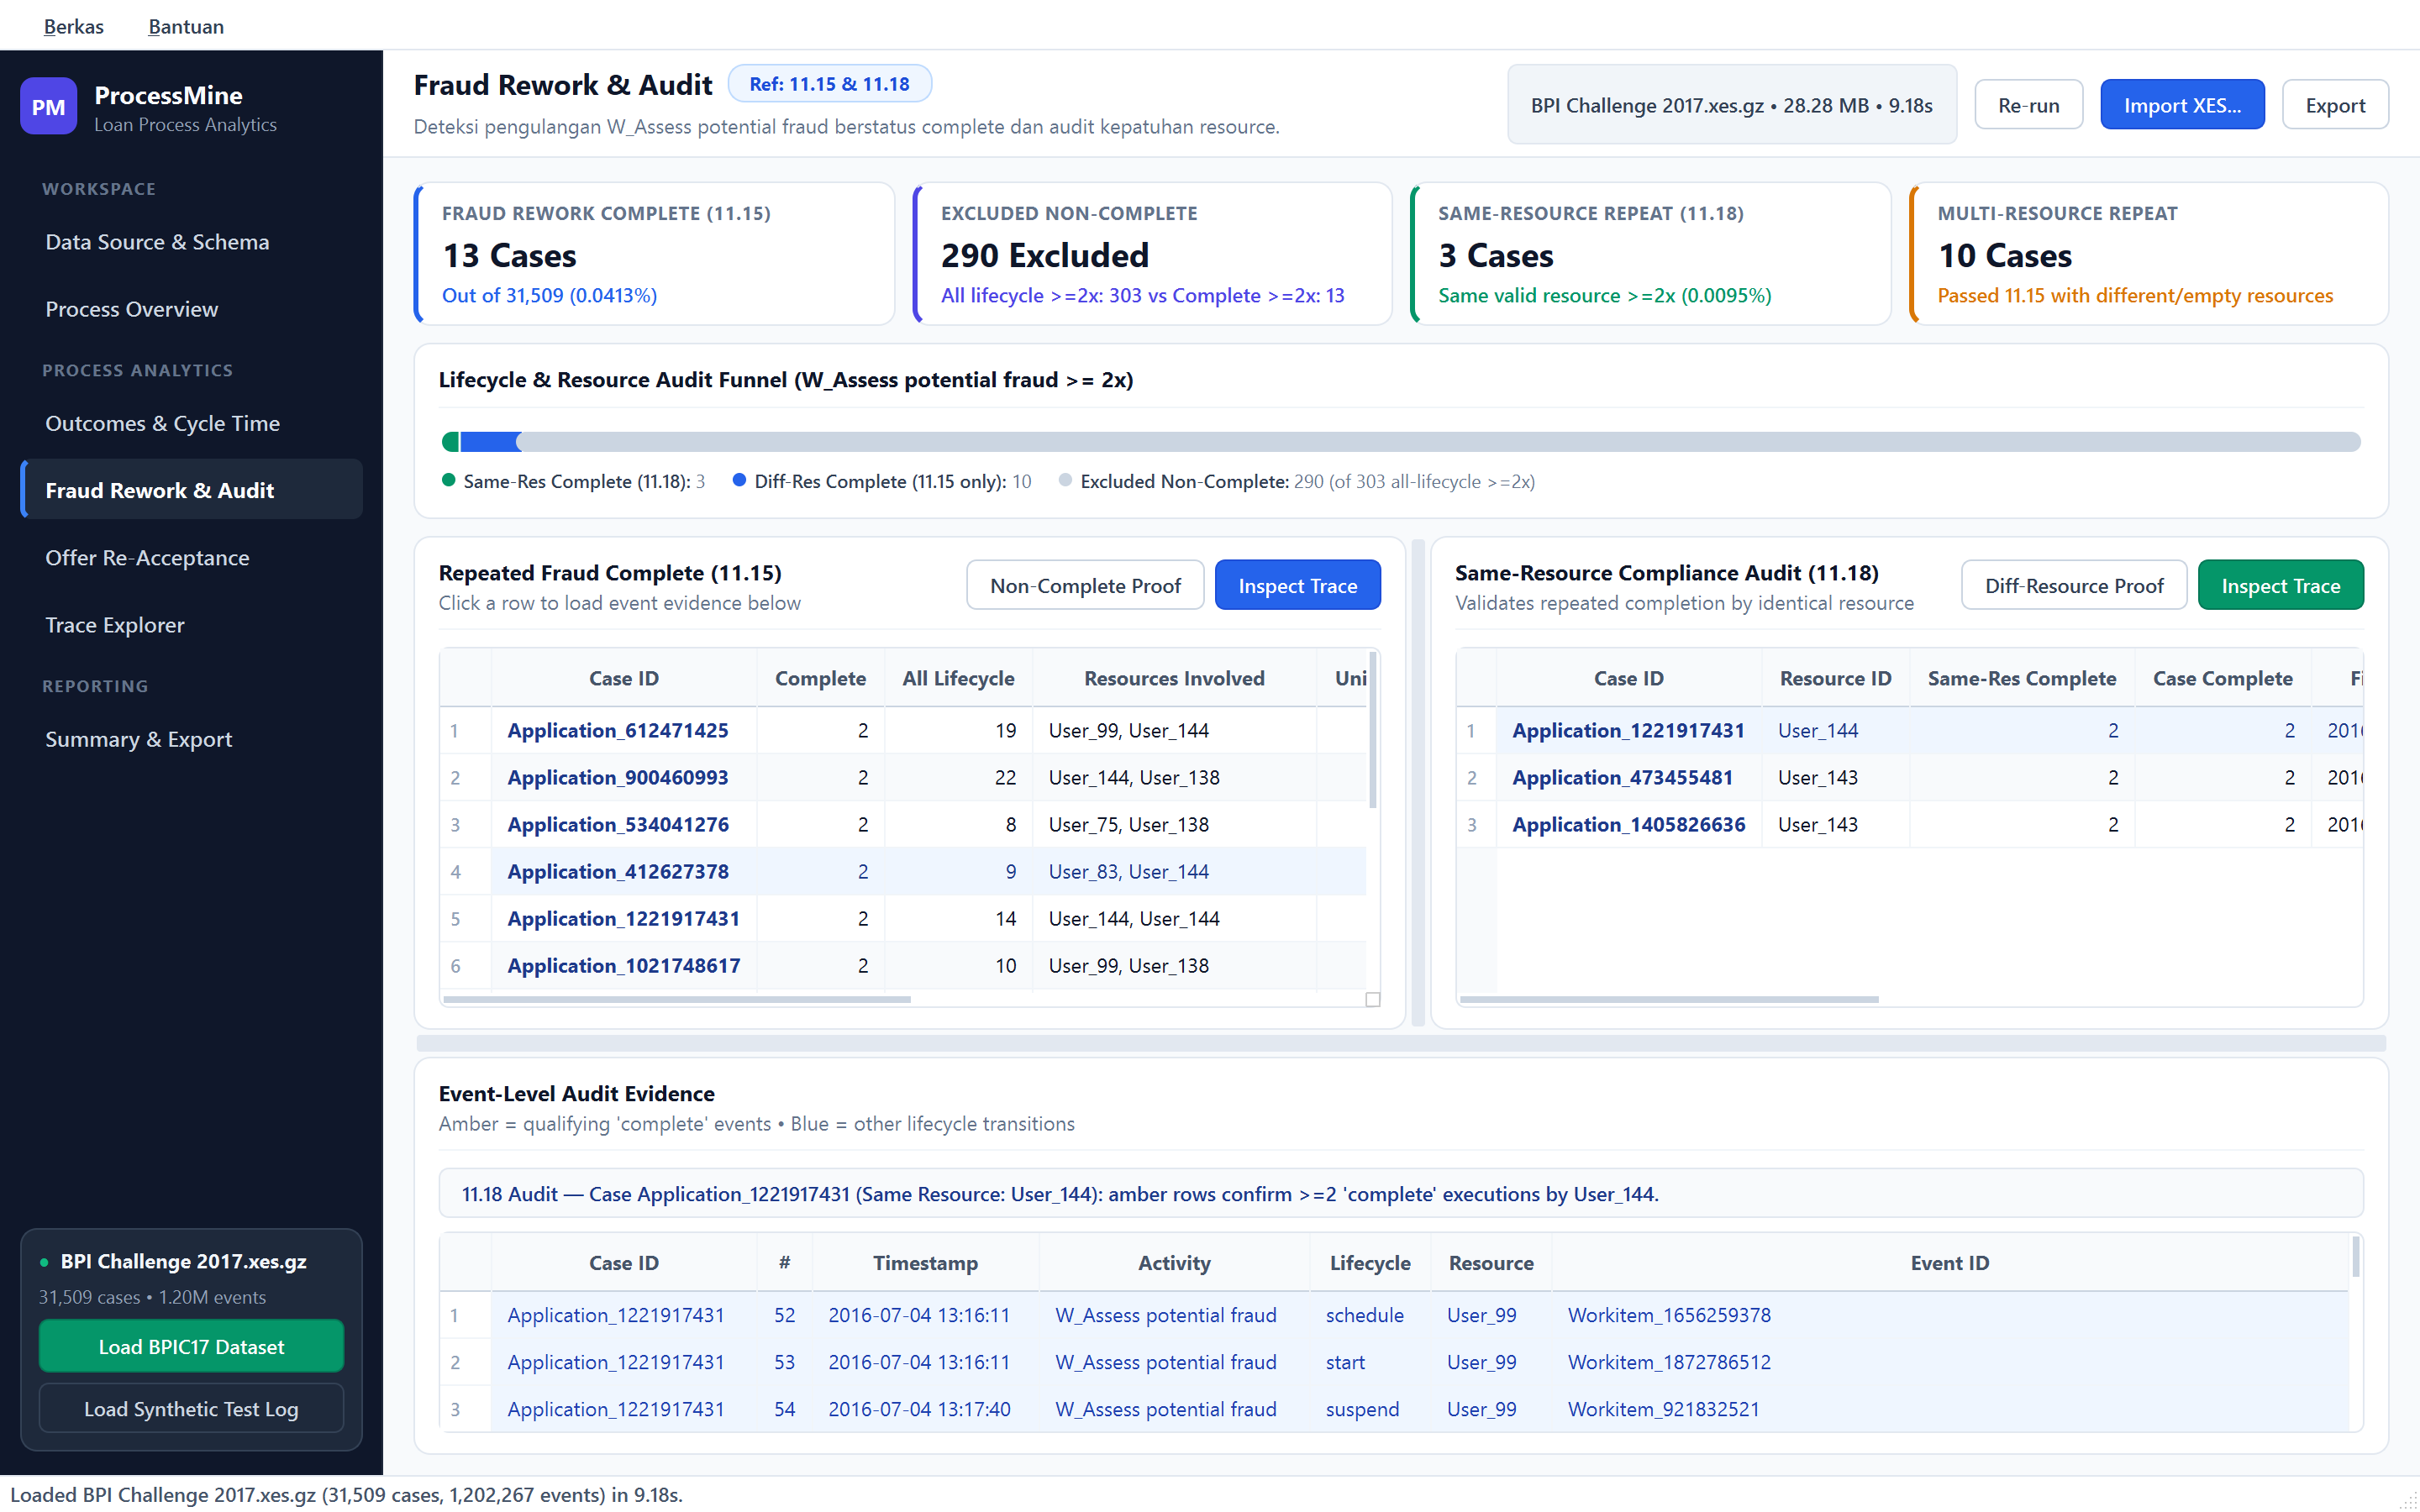 Berkas Bantuan
PM
ProcessMine
Loan Process Analytics
WORKSPACE
Data Source & Schema
Process Overview
PROCESS ANALYTICS
Outcomes & Cycle Time
Fraud Rework & Audit
Offer Re-Acceptance
Trace Explorer
REPORTING
Summary & Export
BPI Challenge 2017.xes.gz
31,509 cases • 1.20M events
Load BPIC17 Dataset
Load Synthetic Test Log
Fraud Rework & Audit Ref: 11.15 & 11.18
Deteksi pengulangan W_Assess potential fraud berstatus complete dan audit kepatuhan resource.
BPI Challenge 2017.xes.gz • 28.28 MB • 9.18s Re-run Import XES... Export
FRAUD REWORK COMPLETE (11.15)
13 Cases
Out of 31,509 (0.0413%)
EXCLUDED NON-COMPLETE
290 Excluded
All lifecycle >=2x: 303 vs Complete >=2x: 13
SAME-RESOURCE REPEAT (11.18)
3 Cases
Same valid resource >=2x (0.0095%)
MULTI-RESOURCE REPEAT
10 Cases
Passed 11.15 with different/empty resources
Lifecycle & Resource Audit Funnel (W_Assess potential fraud >= 2x)
Same-Res Complete (11.18): 3 Diff-Res Complete (11.15 only): 10 Excluded Non-Complete: 290 (of 303 all-lifecycle >=2x)
Repeated Fraud Complete (11.15)
Click a row to load event evidence below
Non-Complete Proof Inspect Trace
Case ID Complete All Lifecycle Resources Involved Uni
1 Application_612471425 2 19 User_99, User_144
2 Application_900460993 2 22 User_144, User_138
3 Application_534041276 2 8 User_75, User_138
4 Application_412627378 2 9 User_83, User_144
5 Application_1221917431 2 14 User_144, User_144
6 Application_1021748617 2 10 User_99, User_138
Same-Resource Compliance Audit (11.18)
Validates repeated completion by identical resource
Diff-Resource Proof Inspect Trace
Case ID Resource ID Same-Res Complete Case Complete Fi
1 Application_1221917431 User_144 2 2 201
2 Application_473455481 User_143 2 2 201
3 Application_1405826636 User_143 2 2 201
Event-Level Audit Evidence
Amber = qualifying 'complete' events • Blue = other lifecycle transitions
11.18 Audit — Case Application_1221917431 (Same Resource: User_144): amber rows confirm >=2 'complete' executions by User_144.
Case ID # Timestamp Activity Lifecycle Resource Event ID
1 Application_1221917431 52 2016-07-04 13:16:11 W_Assess potential fraud schedule User_99 Workitem_1656259378
2 Application_1221917431 53 2016-07-04 13:16:11 W_Assess potential fraud start User_99 Workitem_1872786512
3 Application_1221917431 54 2016-07-04 13:17:40 W_Assess potential fraud suspend User_99 Workitem_921832521
Loaded BPI Challenge 2017.xes.gz (31,509 cases, 1,202,267 events) in 9.18s.